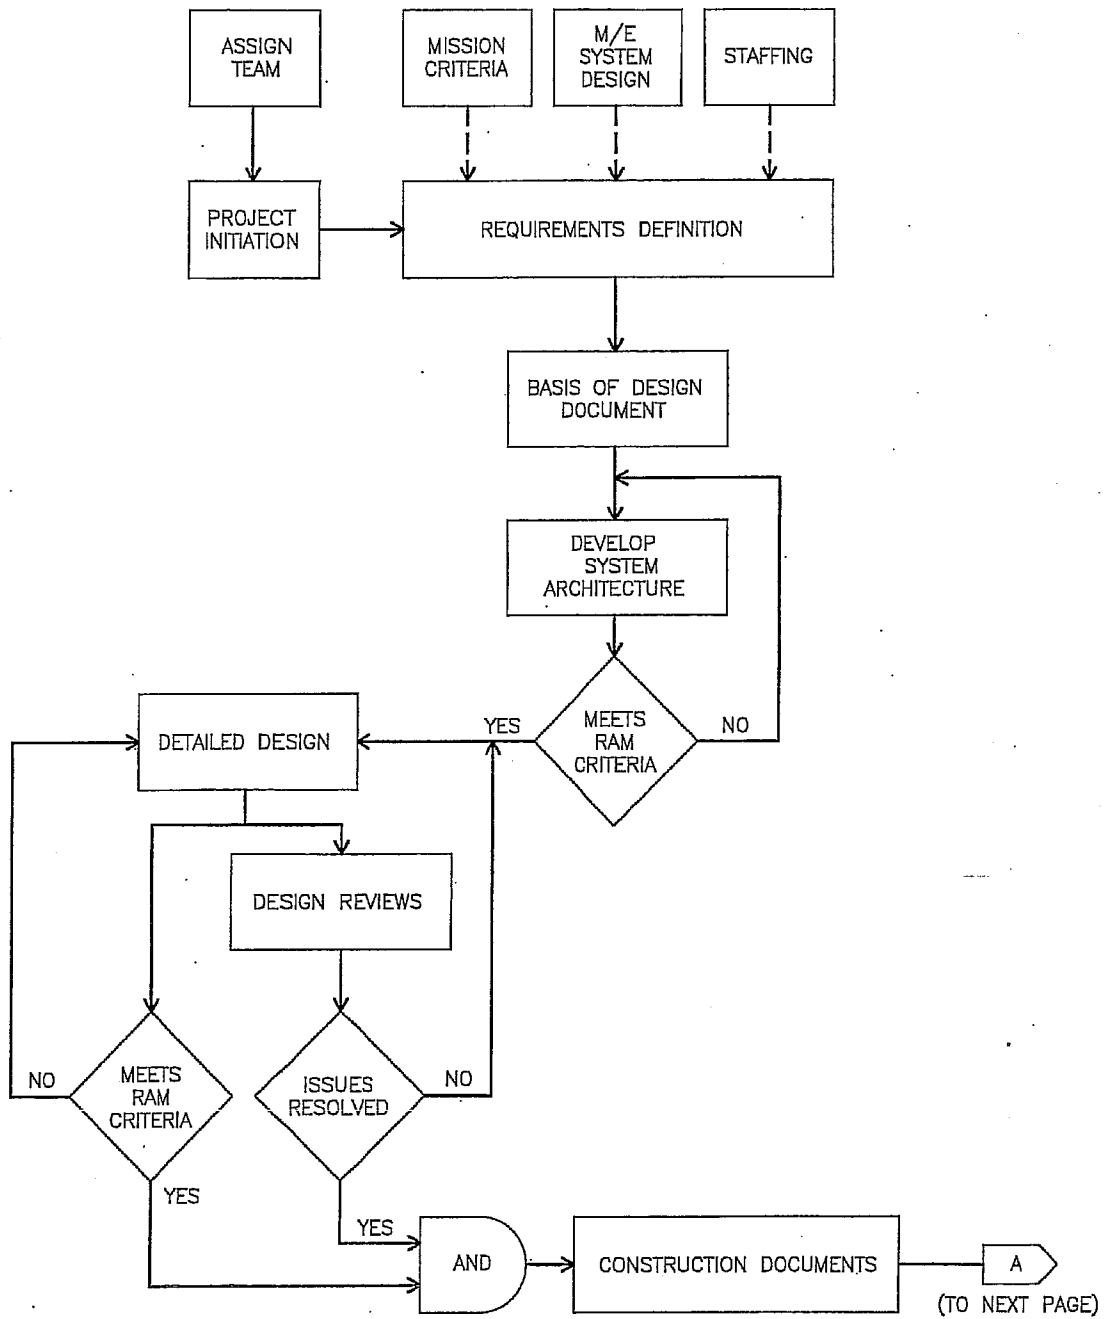 ASSIGN
TEAM
MISSION
CRITERIA
M/E
SYSTEM
DESIGN
STAFFING
PROJECT
INITIATION
REQUIREMENTS DEFINITION
BASIS OF DESIGN
DOCUMENT
DEVELOP
SYSTEM
ARCHITECTURE
MEETS
RAM
CRITERIA
YES
NO
DETAILED DESIGN
DESIGN REVIEWS
MEETS
RAM
CRITERIA
NO
YES
ISSUES
RESOLVED
NO
YES
AND
CONSTRUCTION DOCUMENTS
A
(TO NEXT PAGE)